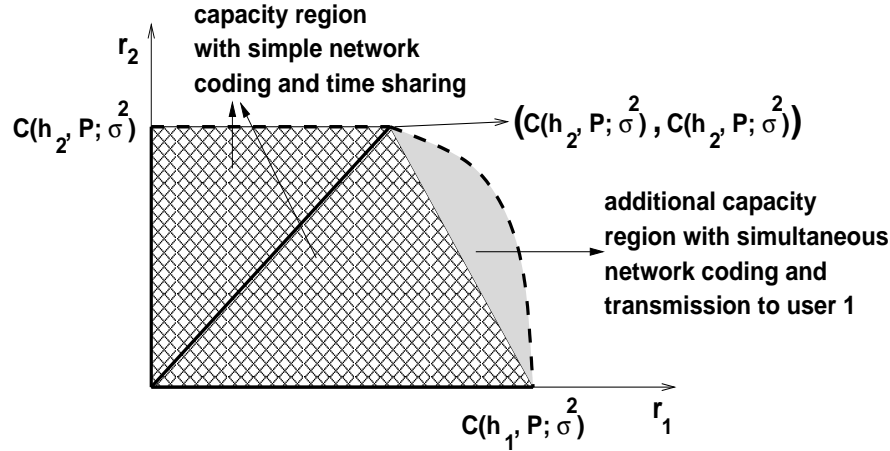 capacity region
with simple network
coding and time sharing
r₂
C(h₂, P; σ²)
(C(h₂, P; σ²) , C(h₂, P; σ²))
additional capacity
region with simultaneous
network coding and
transmission to user 1
r₁
C(h₁, P; σ²)